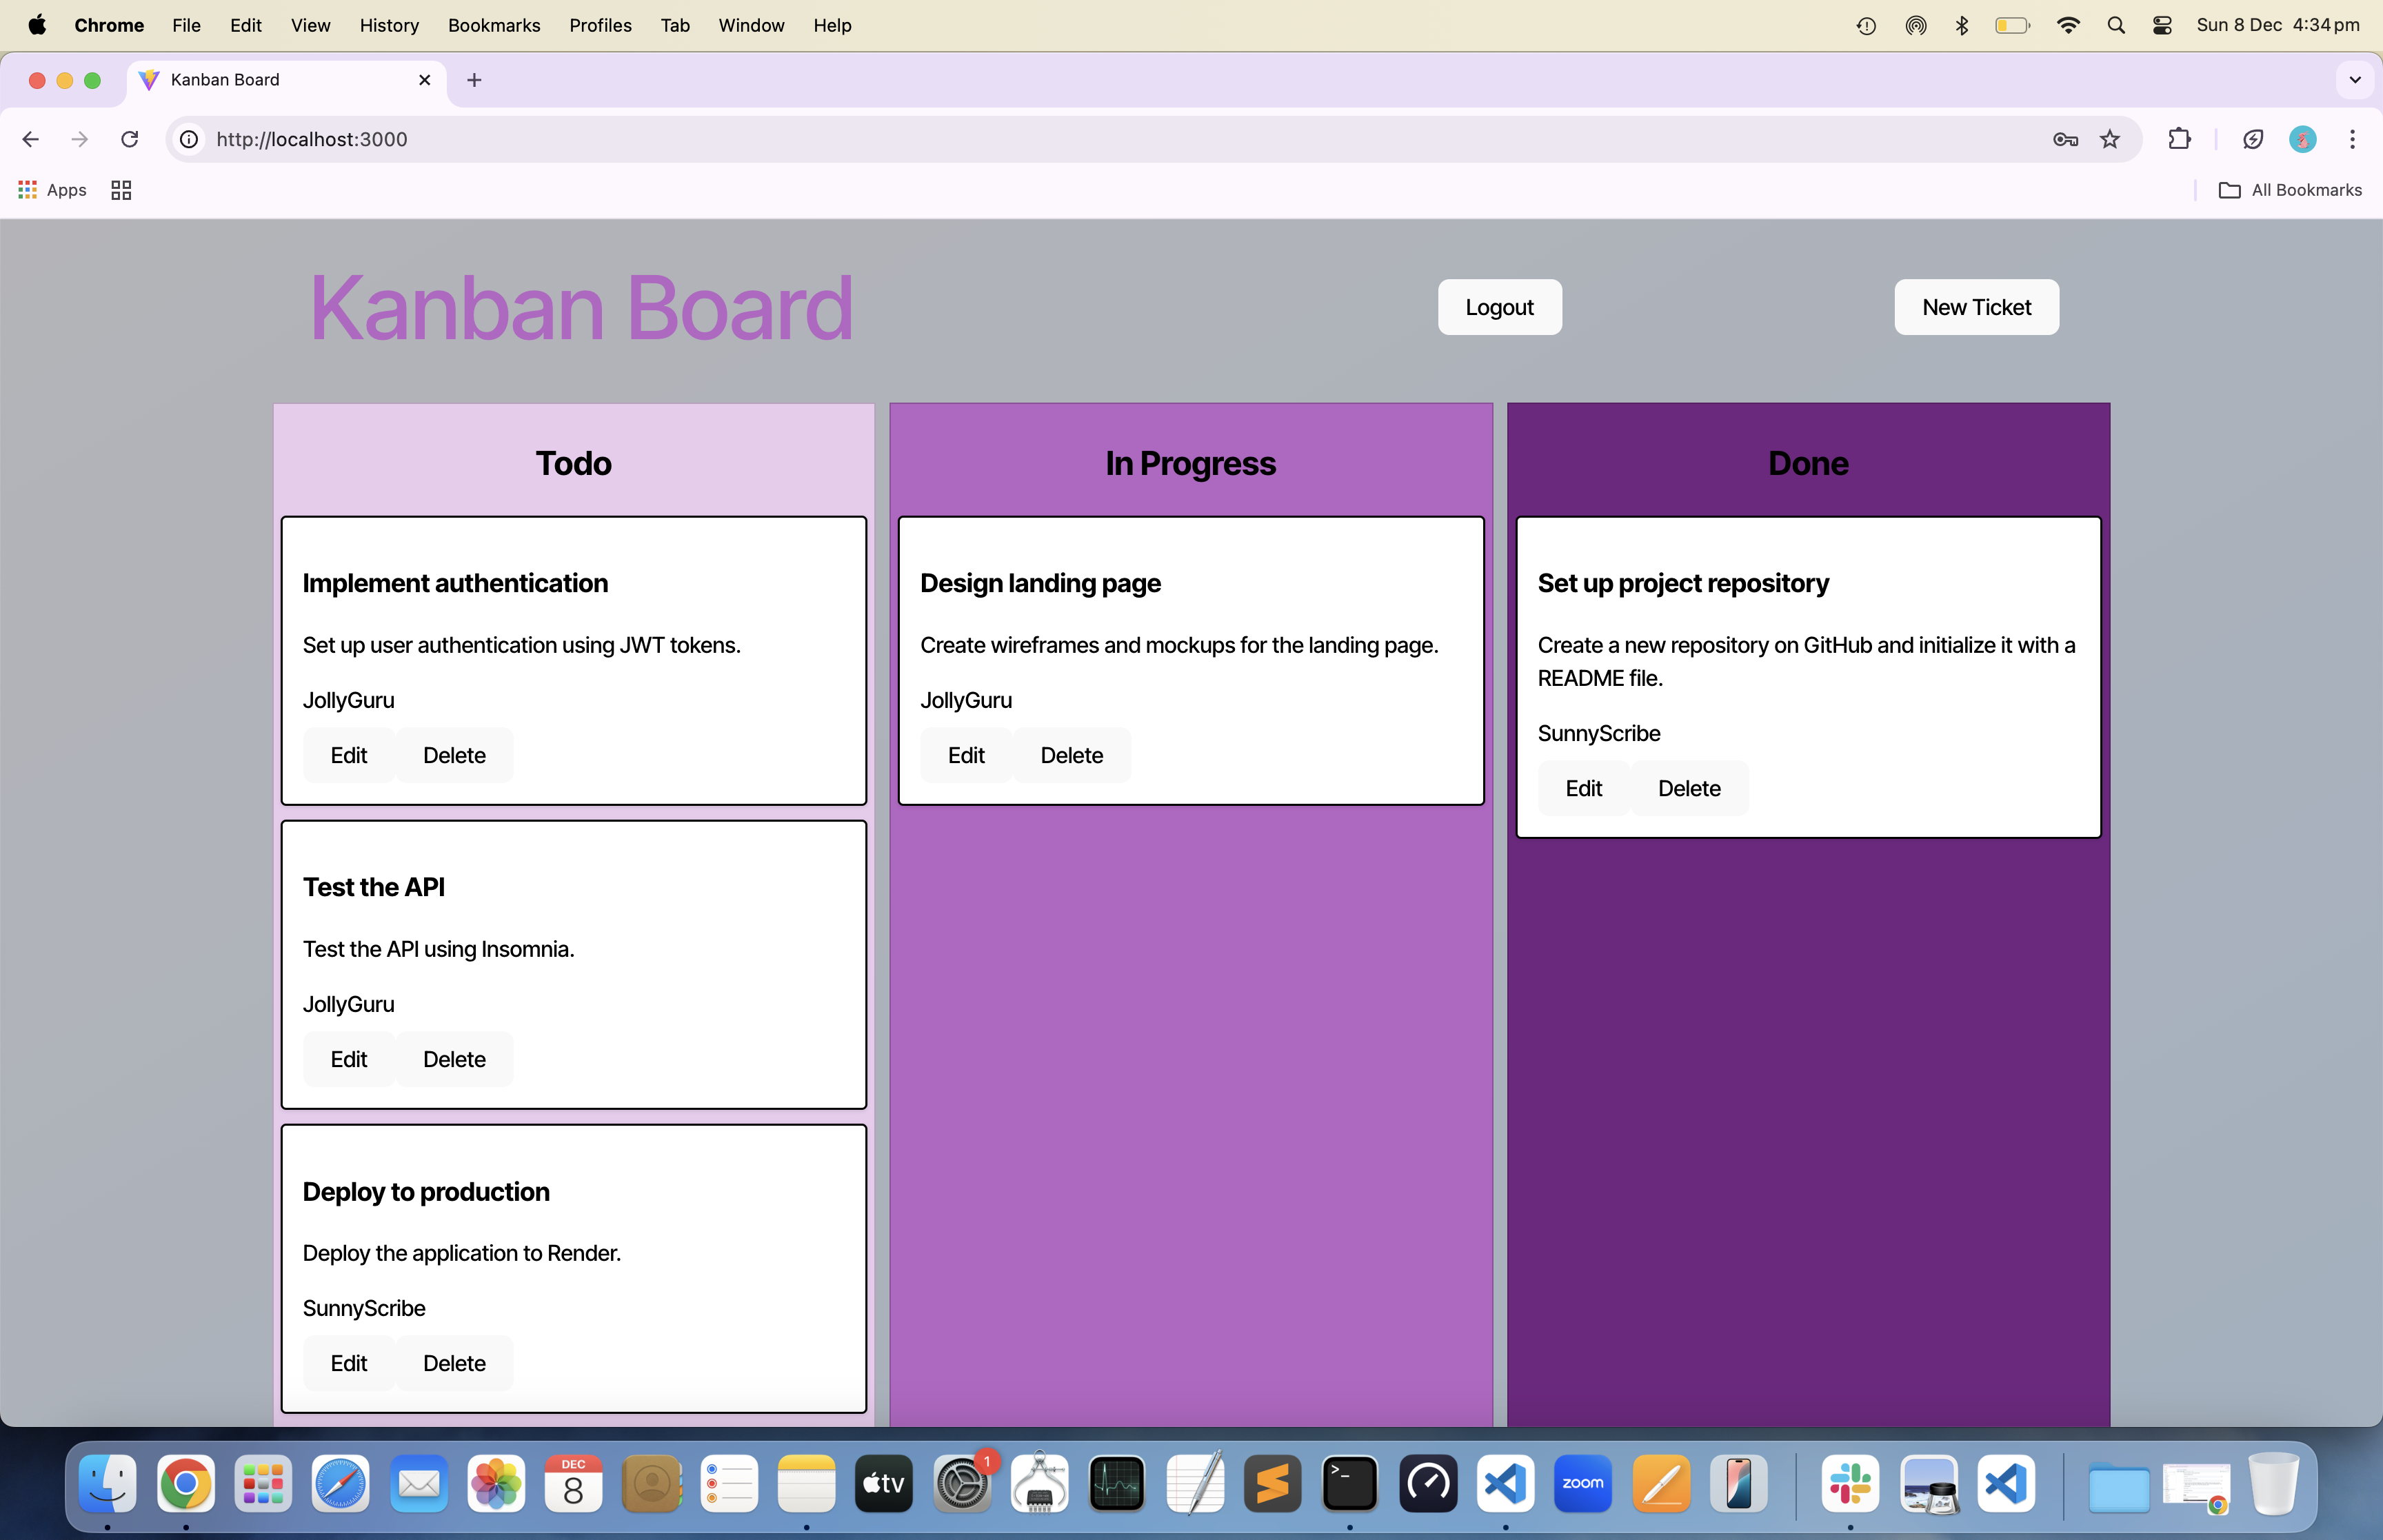 Chrome File Edit View History Bookmarks Profiles Tab Window Help Sun 8 Dec 4:34 pm
Kanban Board
http://localhost:3000
Apps All Bookmarks
Kanban Board Logout New Ticket
Todo
Implement authentication
Set up user authentication using JWT tokens.
JollyGuru
Edit Delete
Test the API
Test the API using Insomnia.
JollyGuru
Edit Delete
Deploy to production
Deploy the application to Render.
SunnyScribe
Edit Delete
In Progress
Design landing page
Create wireframes and mockups for the landing page.
JollyGuru
Edit Delete
Done
Set up project repository
Create a new repository on GitHub and initialize it with a
README file.
SunnyScribe
Edit Delete
DEC
8
tv
1
>_
zoom